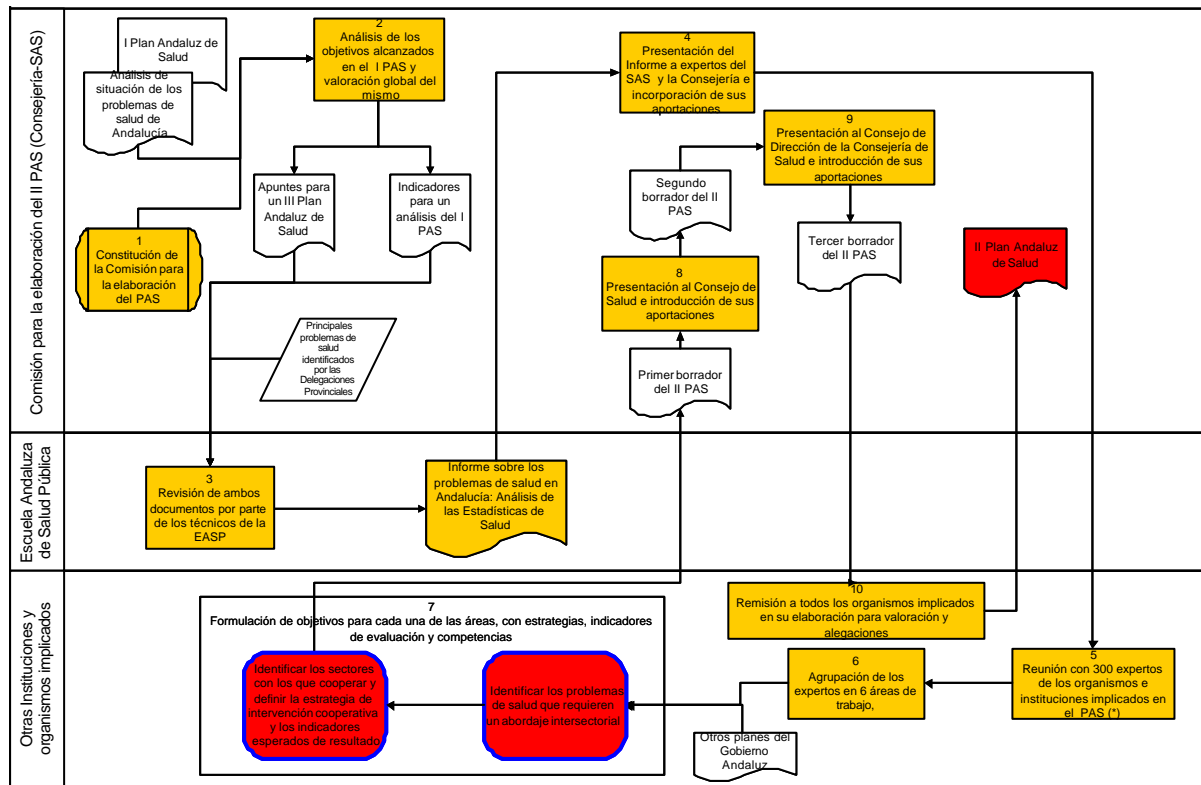 Comisión para la elaboración del II PAS (Consejería-SAS)
I Plan Andaluz de
Salud
Análisis de
situación de los
problemas de
salud de
Andalucía
1
Constitución de
la Comisión para
la elaboración
del PAS
2
Análisis de los
objetivos alcanzados
en el I PAS y
valoración global del
mismo
Apuntes para
un III Plan
Andaluz de
Salud
Indicadores
para un
análisis del I
PAS
Principales
problemas de
salud
identificados
por las
Delegaciones
Provinciales
4
Presentación del
Informe a expertos del
SAS y la Consejería e
incorporación de sus
aportaciones
9
Presentación al Consejo de
Dirección de la Consejería de
Salud e introducción de sus
aportaciones
Segundo
borrador del II
PAS
8
Presentación al Consejo de
Salud e introducción de sus
aportaciones
Primer borrador
del II PAS
Tercer borrador
del II PAS
II Plan Andaluz
de Salud
Escuela Andaluza
de Salud Pública
3
Revisión de ambos
documentos por parte
de los técnicos de la
EASP
Informe sobre los
problemas de salud en
Andalucía: Análisis de
las Estadísticas de
Salud
Otras Instituciones y
organismos implicados
7
Formulación de objetivos para cada una de las áreas, con estrategias, indicadores
de evaluación y competencias
Identificar los sectores
con los que cooperar y
definir la estrategia de
intervención cooperativa
y los indicadores
esperados de resultado
Identificar los problemas
de salud que requieren
un abordaje intersectorial
10
Remisión a todos los organismos implicados
en su elaboración para valoración y
alegaciones
6
Agrupación de los
expertos en 6 áreas de
trabajo,
5
Reunión con 300 expertos
de los organismos e
instituciones implicados en
el PAS (*)
Otros planes del
Gobierno
Andaluz